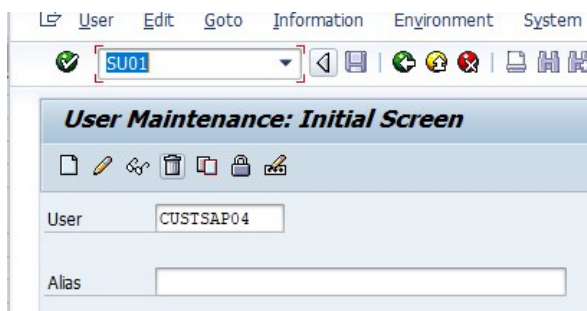 User Edit Goto Information Environment System
SU01
User Maintenance: Initial Screen
User CUSTSAP04
Alias